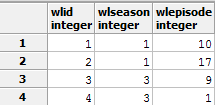 wlid wlseason wlepisode
integer integer integer
1 1 1 10
2 2 1 17
3 3 3 9
4 4 3 1